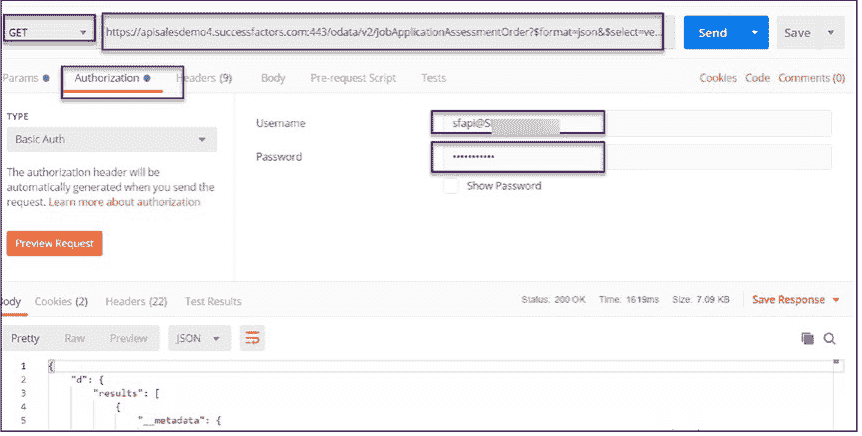 GET https://apisalesdemo4.successfactors.com:443/odata/v2/JobApplicationAssessmentOrder?$format=json&$select=ve... Send Save
Params Authorization Headers (9) Body Pre-request Script Tests Cookies Code Comments (0)
TYPE
Basic Auth
The authorization header will be
automatically generated when you send the
request. Learn more about authorization
Preview Request
Username sfapi@S
Password •••••••••••
Show Password
Body Cookies (2) Headers (22) Test Results Status: 200 OK Time: 1619ms Size: 7.09 KB Save Response
Pretty Raw Preview JSON
1 {
2 "d": {
3 "results": [
4 {
5 "__metadata": {